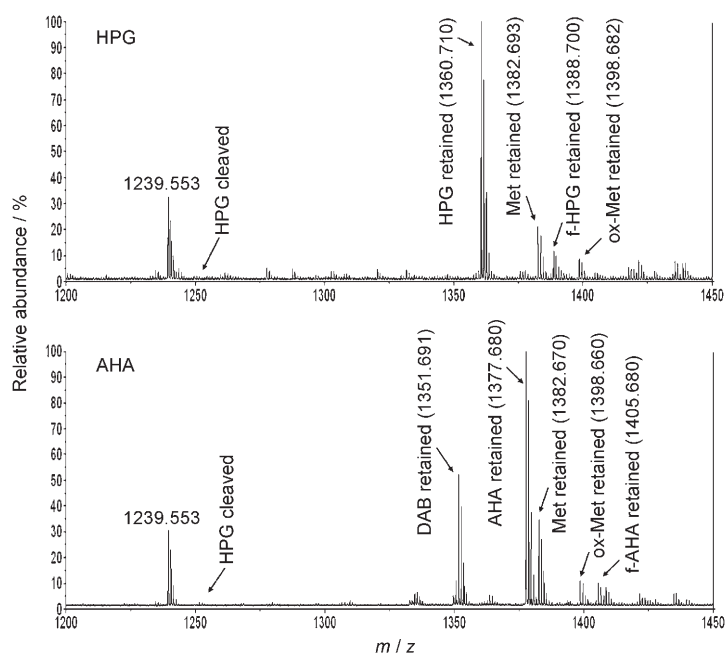 Relative abundance / %
HPG
100
90
80
70
60
50
40
30
20
10
0
1239.553
HPG cleaved
HPG retained (1360.710)
Met retained (1382.693)
f-HPG retained (1388.700)
ox-Met retained (1398.682)
1200
1250
1300
1350
1400
1450
AHA
100
90
80
70
60
50
40
30
20
10
0
1239.553
HPG cleaved
DAB retained (1351.691)
AHA retained (1377.680)
Met retained (1382.670)
ox-Met retained (1398.660)
f-AHA retained (1405.680)
1200
1250
1300
1350
1400
1450
m / z